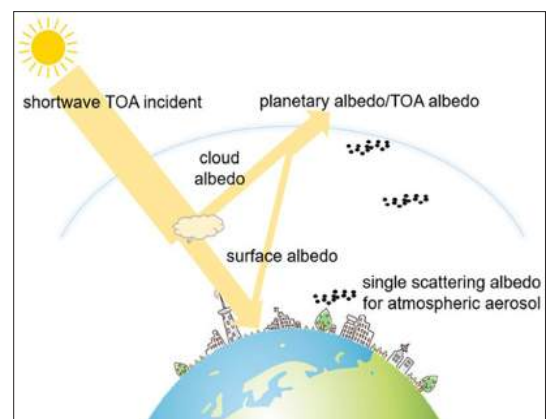 shortwave TOA incident
planetary albedo/TOA albedo
cloud
albedo
surface albedo
single scattering albedo
for atmospheric aerosol